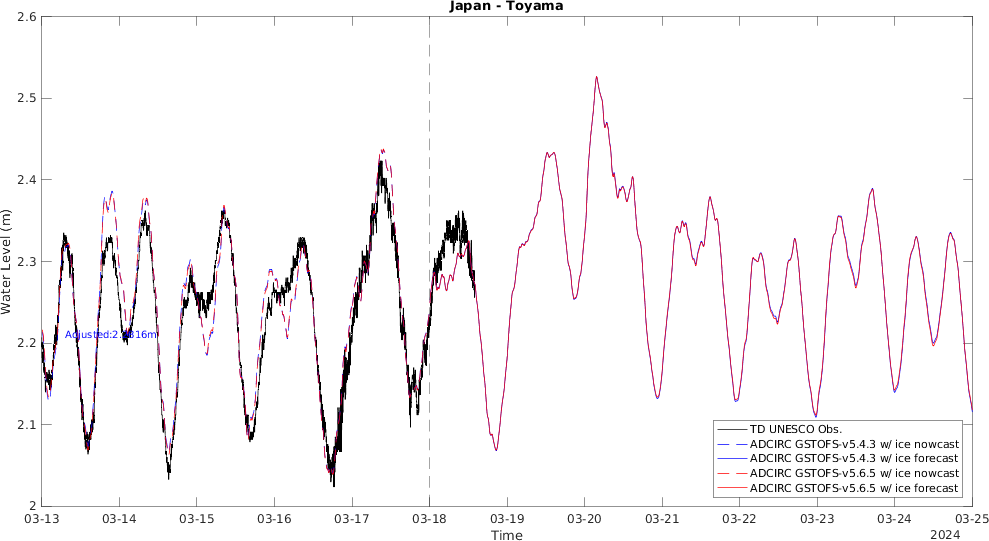 Japan - Toyama
2.6
2.5
2.4
2.3
2.2
2.1
2
Water Level (m)
03-13 03-14 03-15 03-16 03-17 03-18 03-19 03-20 03-21 03-22 03-23 03-24 03-25
Time
2024
TD UNESCO Obs.
ADCIRC GSTOFS-v5.4.3 w/ ice nowcast
ADCIRC GSTOFS-v5.4.3 w/ ice forecast
ADCIRC GSTOFS-v5.6.5 w/ ice nowcast
ADCIRC GSTOFS-v5.6.5 w/ ice forecast